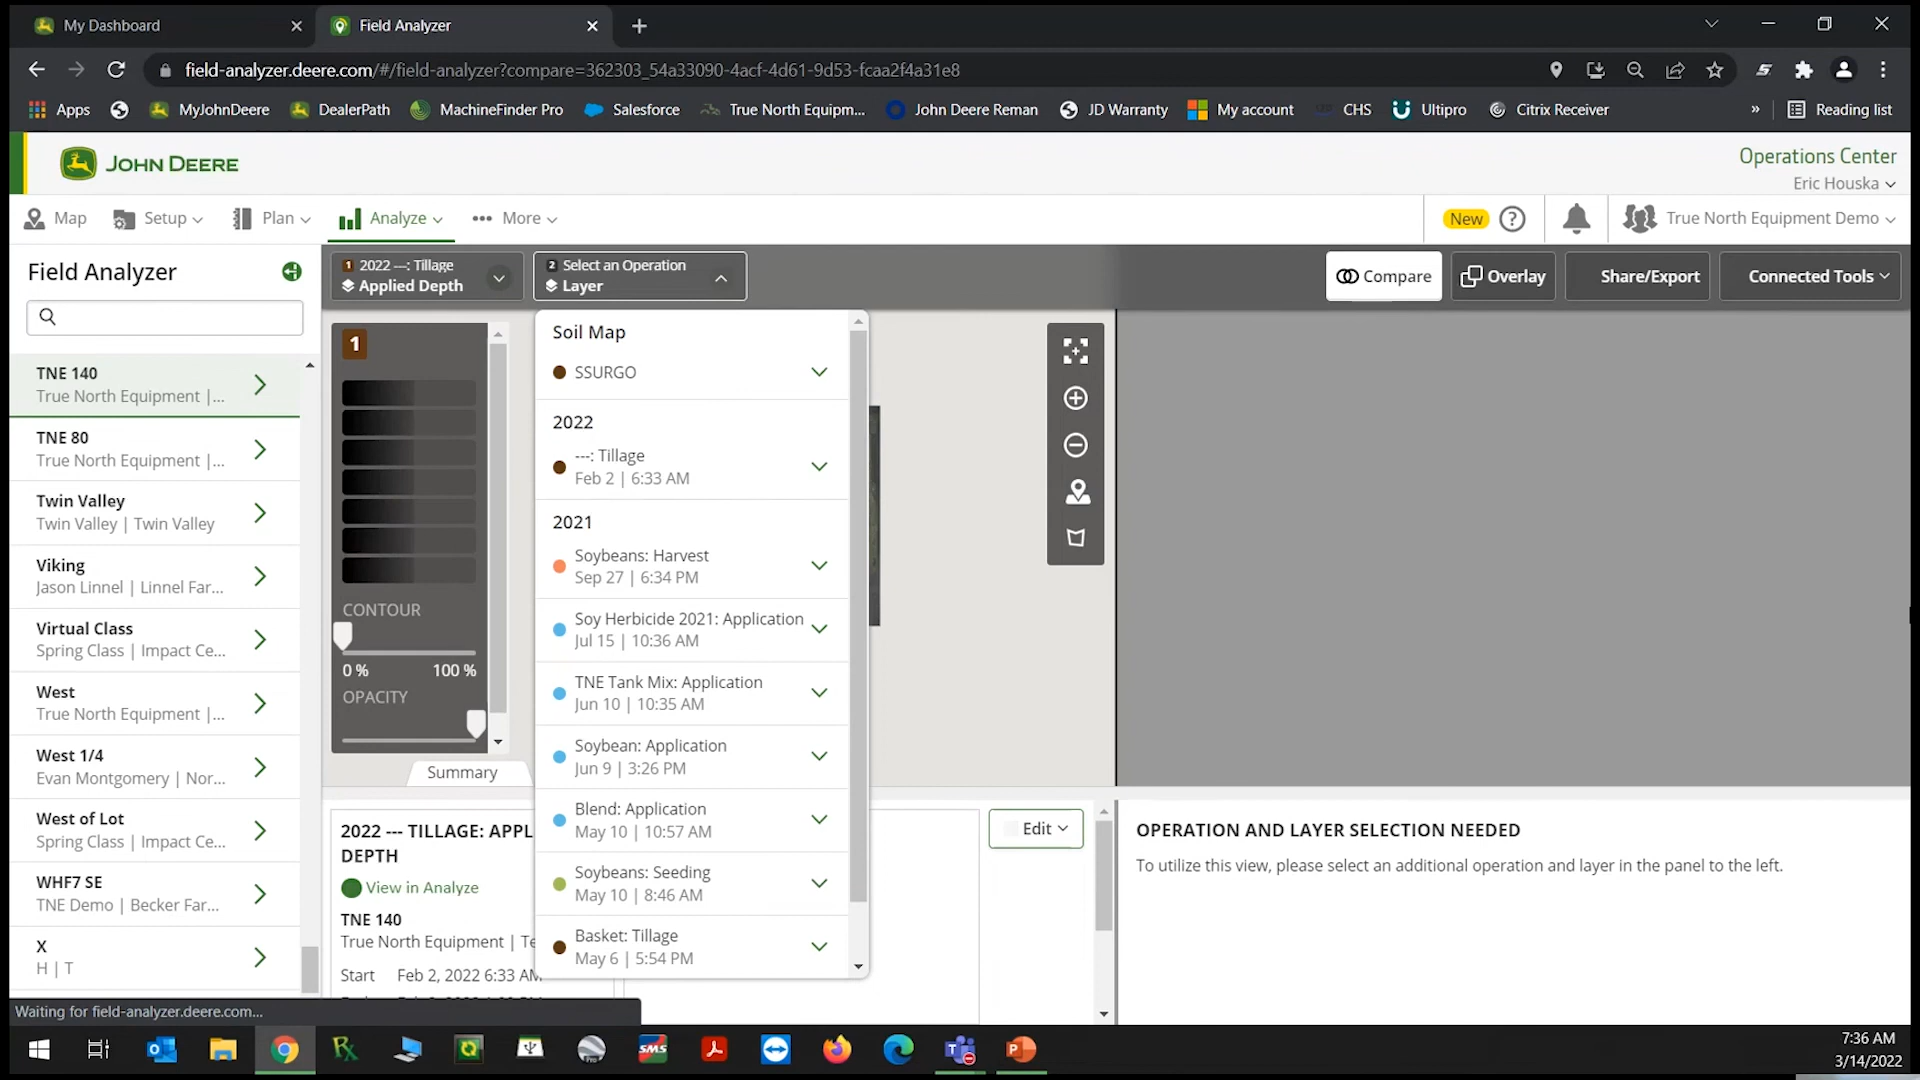 My Dashboard
Field Analyzer
field-analyzer.deere.com/#/field-analyzer?compare=362303_54a33090-4acf-4d61-9d53-fcaa2f4a31e8
Apps
MyJohnDeere
DealerPath
MachineFinder Pro
Salesforce
True North Equipm...
John Deere Reman
JD Warranty
My account
CHS
Ultipro
Citrix Receiver
»
Reading list
JOHN DEERE
Operations Center
Eric Houska
Map
Setup
Plan
Analyze
More
New
?
True North Equipment Demo
Field Analyzer
1 2022 ---: Tillage
Applied Depth
2 Select an Operation
Layer
Compare
Overlay
Share/Export
Connected Tools
TNE 140
True North Equipment |...
TNE 80
True North Equipment |...
Twin Valley
Twin Valley | Twin Valley
Viking
Jason Linnel | Linnel Far...
Virtual Class
Spring Class | Impact Ce...
West
True North Equipment |...
West 1/4
Evan Montgomery | Nor...
West of Lot
Spring Class | Impact Ce...
WHF7 SE
TNE Demo | Becker Far...
X
H | T
1
CONTOUR
0 %
100 %
OPACITY
Summary
Soil Map
SSURGO
2022
---: Tillage
Feb 2 | 6:33 AM
2021
Soybeans: Harvest
Sep 27 | 6:34 PM
Soy Herbicide 2021: Application
Jul 15 | 10:36 AM
TNE Tank Mix: Application
Jun 10 | 10:35 AM
Soybean: Application
Jun 9 | 3:26 PM
Blend: Application
May 10 | 10:57 AM
Soybeans: Seeding
May 10 | 8:46 AM
Basket: Tillage
May 6 | 5:54 PM
2022 --- TILLAGE: APPL
DEPTH
View in Analyze
TNE 140
True North Equipment | Te
Start Feb 2, 2022 6:33 AM
Edit
OPERATION AND LAYER SELECTION NEEDED
To utilize this view, please select an additional operation and layer in the panel to the left.
Waiting for field-analyzer.deere.com...
SMS
7:36 AM
3/14/2022